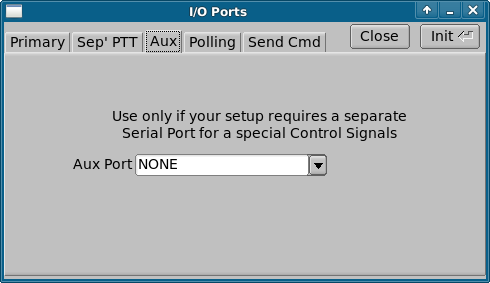 I/O Ports
Primary Sep' PTT Aux Polling Send Cmd Close Init
Use only if your setup requires a separate
Serial Port for a special Control Signals
Aux Port NONE